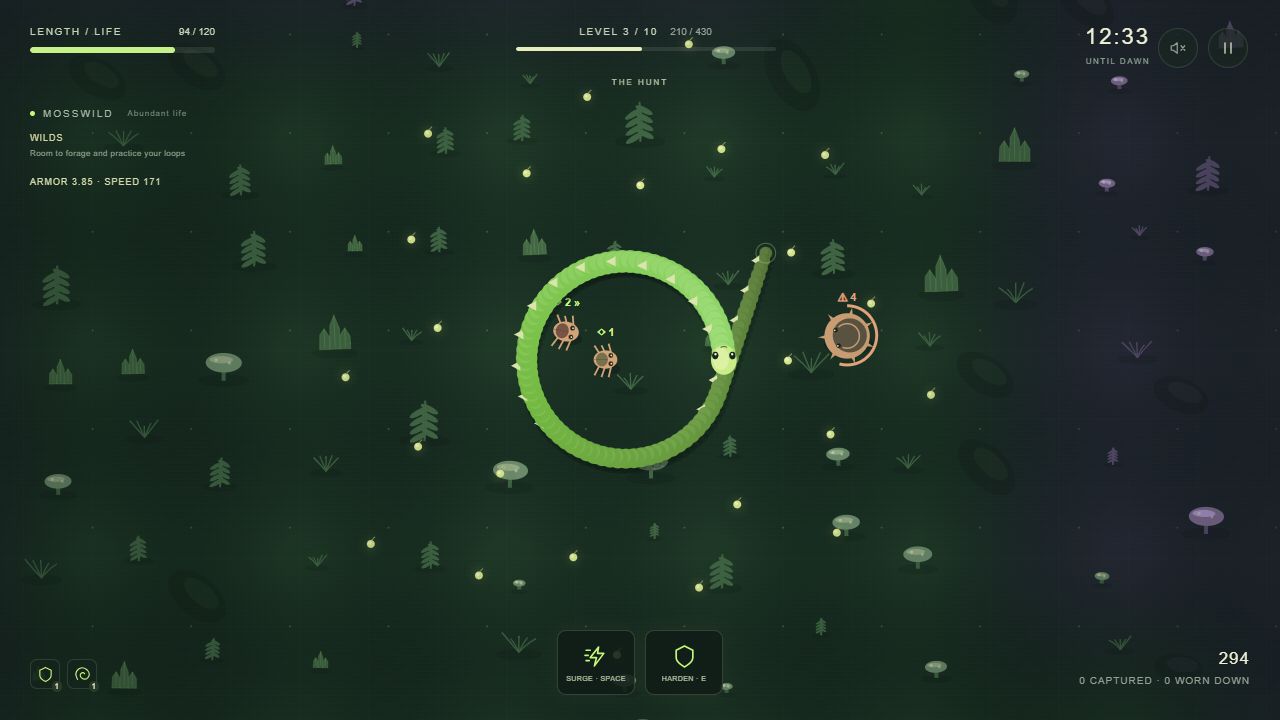 LENGTH / LIFE 94 / 120
LEVEL 3 / 10 210 / 430
THE HUNT
12:33
UNTIL DAWN
MOSSWILD Abundant life
WILDS
Room to forage and practice your loops
ARMOR 3.85 · SPEED 171
2 »
1
4
SURGE · SPACE
HARDEN · E
1
1
294
0 CAPTURED · 0 WORN DOWN